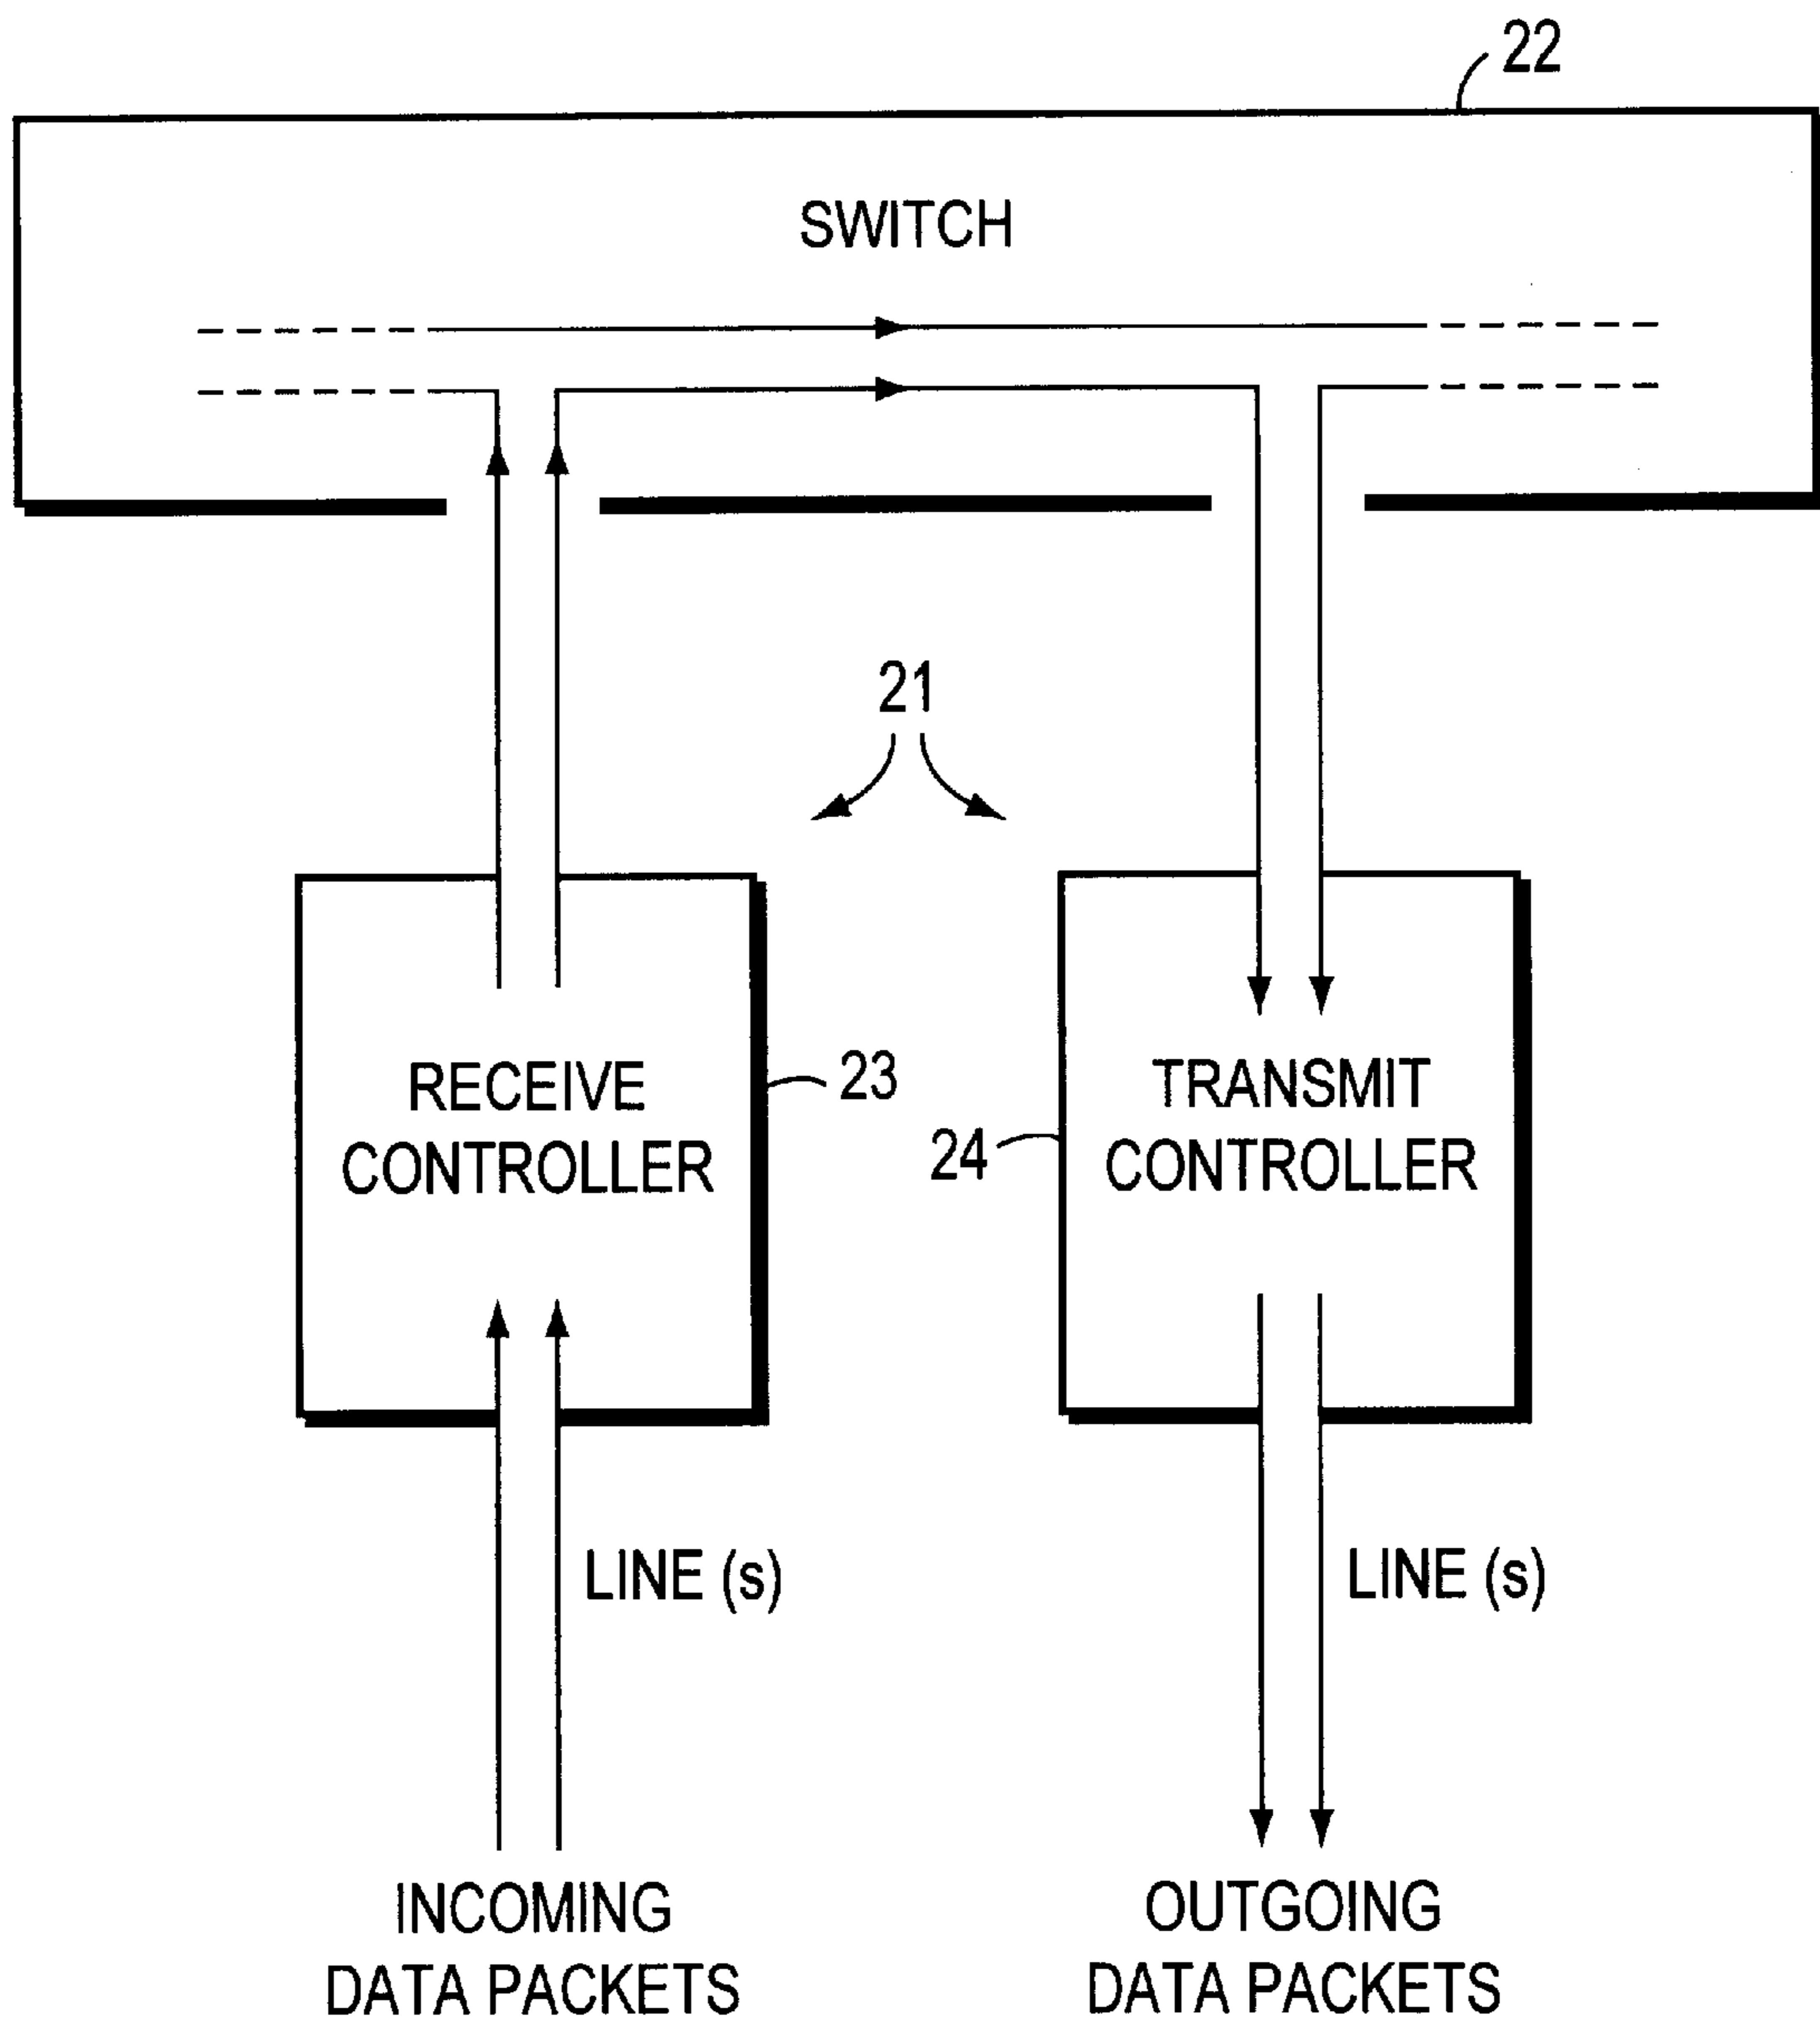 22
SWITCH
21
RECEIVE
CONTROLLER
23
24
TRANSMIT
CONTROLLER
LINE (s)
LINE (s)
INCOMING
DATA PACKETS
OUTGOING
DATA PACKETS